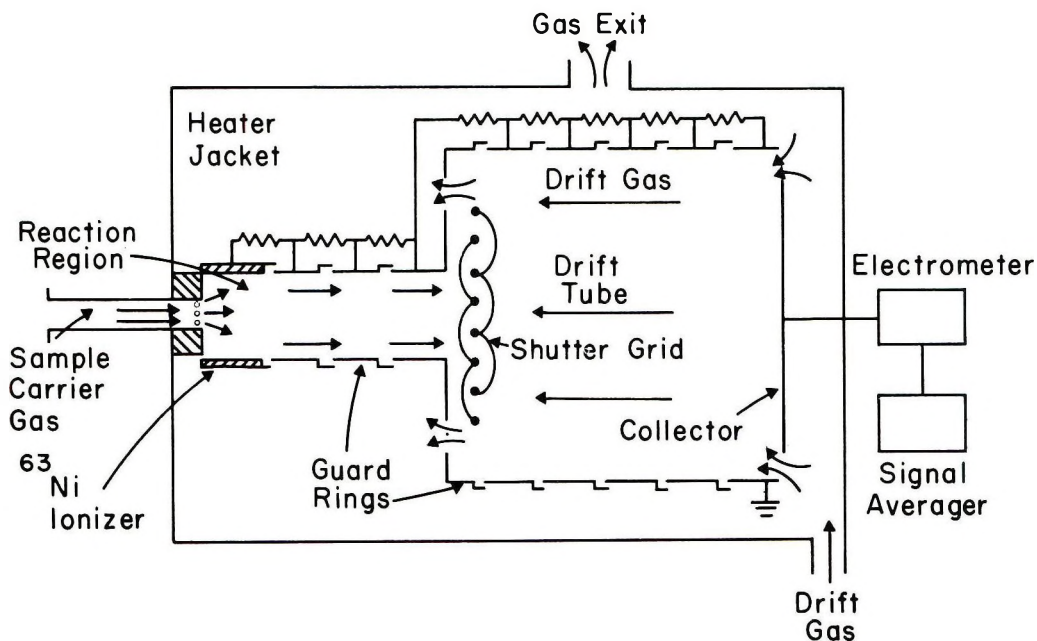 Gas Exit
Heater
Jacket
Drift Gas
Reaction
Region
Electrometer
Drift
Tube
Shutter Grid
Sample
Carrier
Gas
Collector
63
Ni
Ionizer
Guard
Rings
Signal
Averager
Drift
Gas